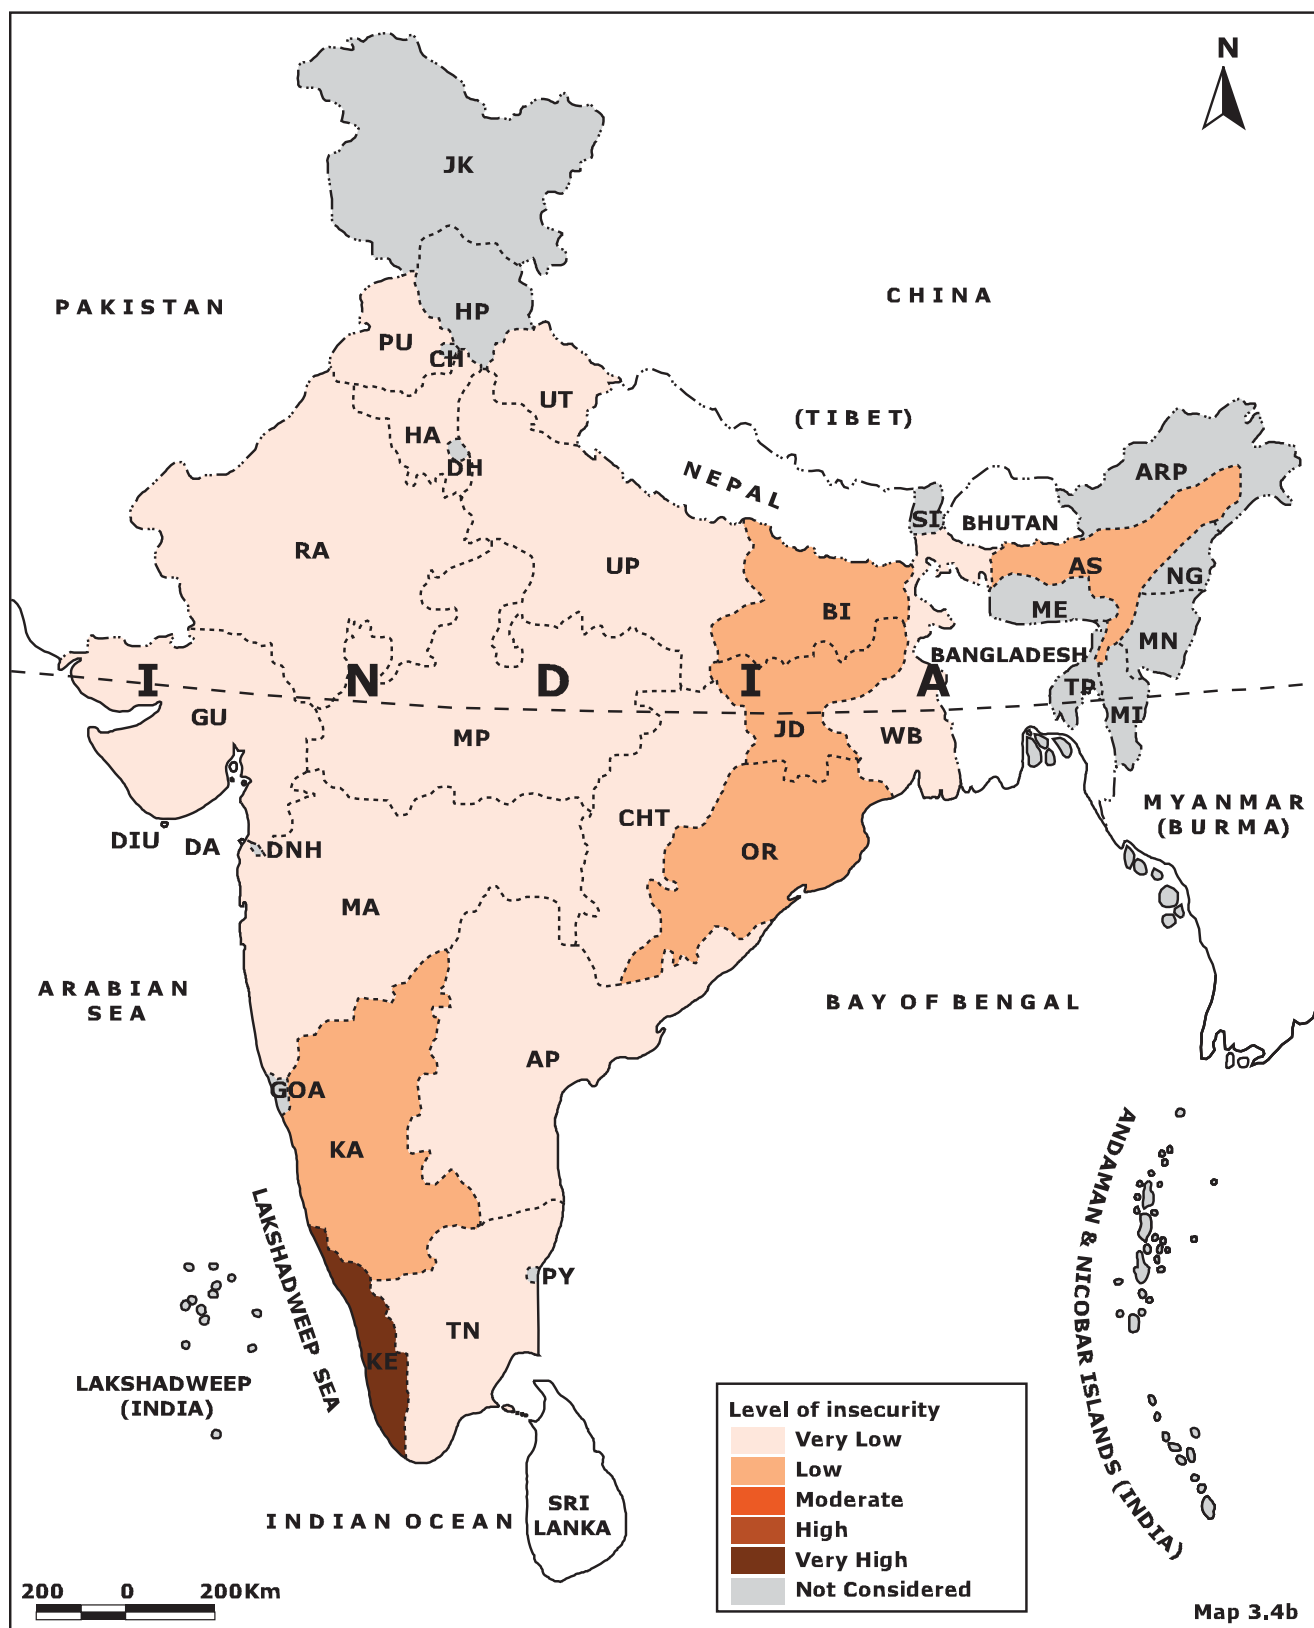 N
JK
PAKISTAN
HP
CHINA
PU
CH
UT
(TIBET)
HA
DH
NEPAL
ARP
SI
BHUTAN
RA
UP
AS
NG
BI
ME
MN
BANGLADESH
I N D I A
TP
GU
MI
MP
JD
WB
CHT
MYANMAR
(BURMA)
DIU
DA
DNH
OR
MA
ARABIAN
SEA
BAY OF BENGAL
AP
GOA
KA
ANDAMAN & NICOBAR ISLANDS (INDIA)
LAKSHADWEEP SEA
PY
TN
KE
LAKSHADWEEP
(INDIA)
INDIAN OCEAN
SRI
LANKA
Level of insecurity
Very Low
Low
Moderate
High
Very High
Not Considered
200 0 200Km
Map 3.4b